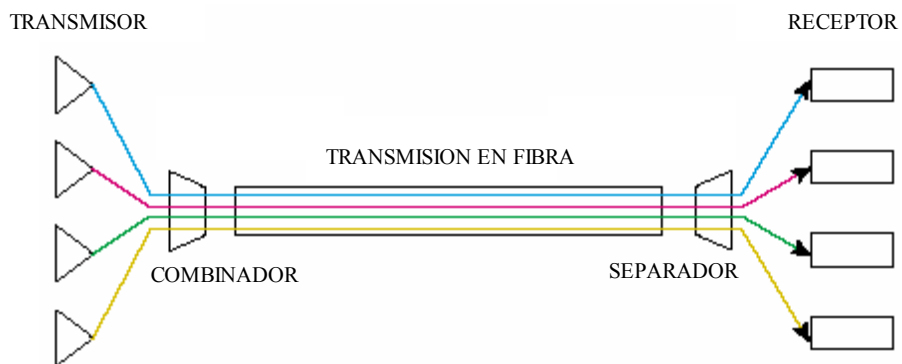 TRANSMISOR
RECEPTOR
TRANSMISION EN FIBRA
COMBINADOR
SEPARADOR